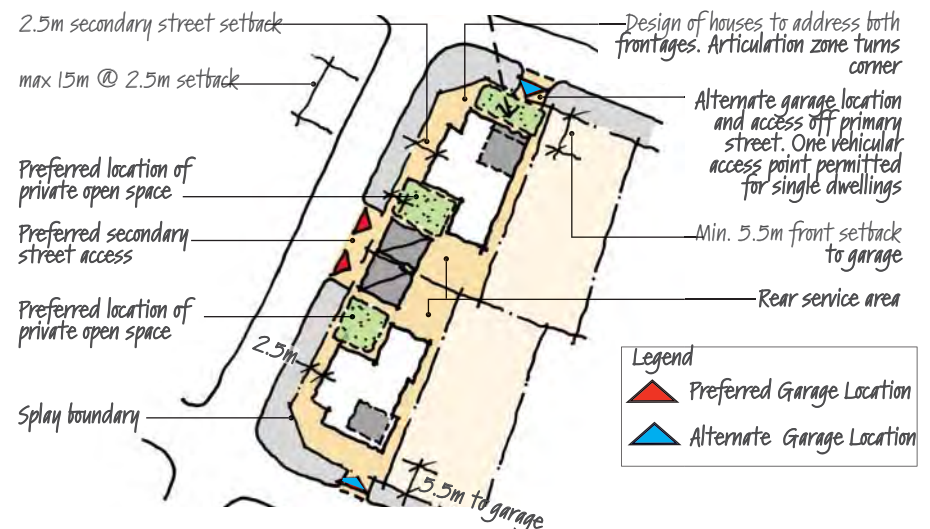 2.5m secondary street setback
max 15m @ 2.5m setback
Preferred location of
private open space
Preferred secondary
street access
Preferred location of
private open space
2.5m
Splay boundary
Design of houses to address both
frontages. Articulation zone turns
corner
Alternate garage location
and access off primary
street. One vehicular
access point permitted
for single dwellings
Min. 5.5m front setback
to garage
Rear service area
Legend
Preferred Garage Location
Alternate Garage Location
5.5m to garage